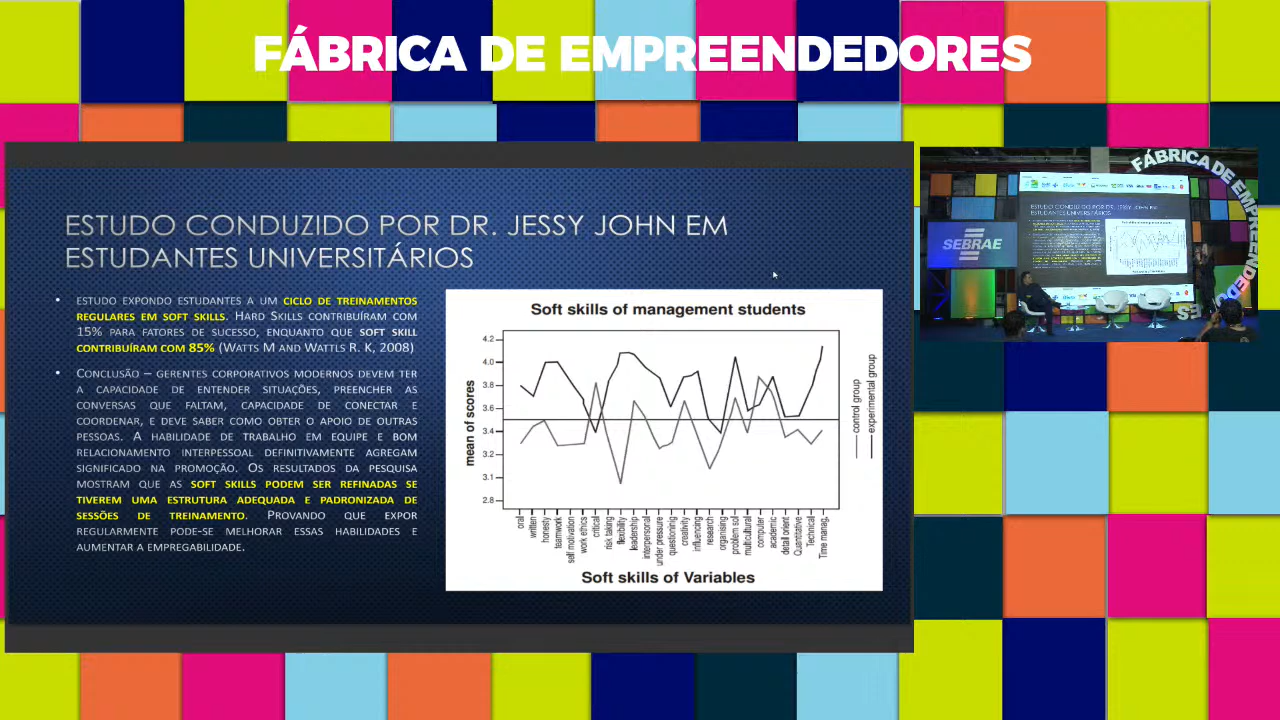 FÁBRICA DE EMPREENDEDORES
ESTUDO CONDUZIDO POR DR. JESSY JOHN EM
ESTUDANTES UNIVERSITÁRIOS
• ESTUDO EXPONDO ESTUDANTES A UM CICLO DE TREINAMENTOS
REGULARES EM SOFT SKILLS. HARD SKILLS CONTRIBUÍRAM COM
15% PARA FATORES DE SUCESSO, ENQUANTO QUE SOFT SKILL
CONTRIBUÍRAM COM 85% (WATTS M AND WATTLS R. K, 2008)
• CONCLUSÃO – GERENTES CORPORATIVOS MODERNOS DEVEM TER
A CAPACIDADE DE ENTENDER SITUAÇÕES, PREENCHER AS
CONVERSAS QUE FALTAM, CAPACIDADE DE CONECTAR E
COORDENAR, E DEVE SABER COMO OBTER O APOIO DE OUTRAS
PESSOAS. A HABILIDADE DE TRABALHO EM EQUIPE E BOM
RELACIONAMENTO INTERPESSOAL DEFINITIVAMENTE AGREGAM
SIGNIFICADO NA PROMOÇÃO. OS RESULTADOS DA PESQUISA
MOSTRAM QUE AS SOFT SKILLS PODEM SER REFINADAS SE
TIVEREM UMA ESTRUTURA ADEQUADA E PADRONIZADA DE
SESSÕES DE TREINAMENTO. PROVANDO QUE EXPOR
REGULARMENTE PODE-SE MELHORAR ESSAS HABILIDADES E
AUMENTAR A EMPREGABILIDADE.
Soft skills of management students
mean of scores
4.2
4.0
3.8
3.6
3.4
3.2
3.1
2.8
oral
written
honesty
teamwork
self motivation
work ethics
critical
risk taking
flexibility
leadership
interpersonal
under pressure
questioning
creativity
influencing
research
organising
problem sol
multicultural
computer
academic
detail orient
Quantitative
Technical
Time manag.
control group
experimental group
Soft skills of Variables
FÁBRICA DE EMPREENDEDORES
ESTUDO CONDUZIDO POR DR. JESSY JOHN EM
ESTUDANTES UNIVERSITÁRIOS
SEBRAE